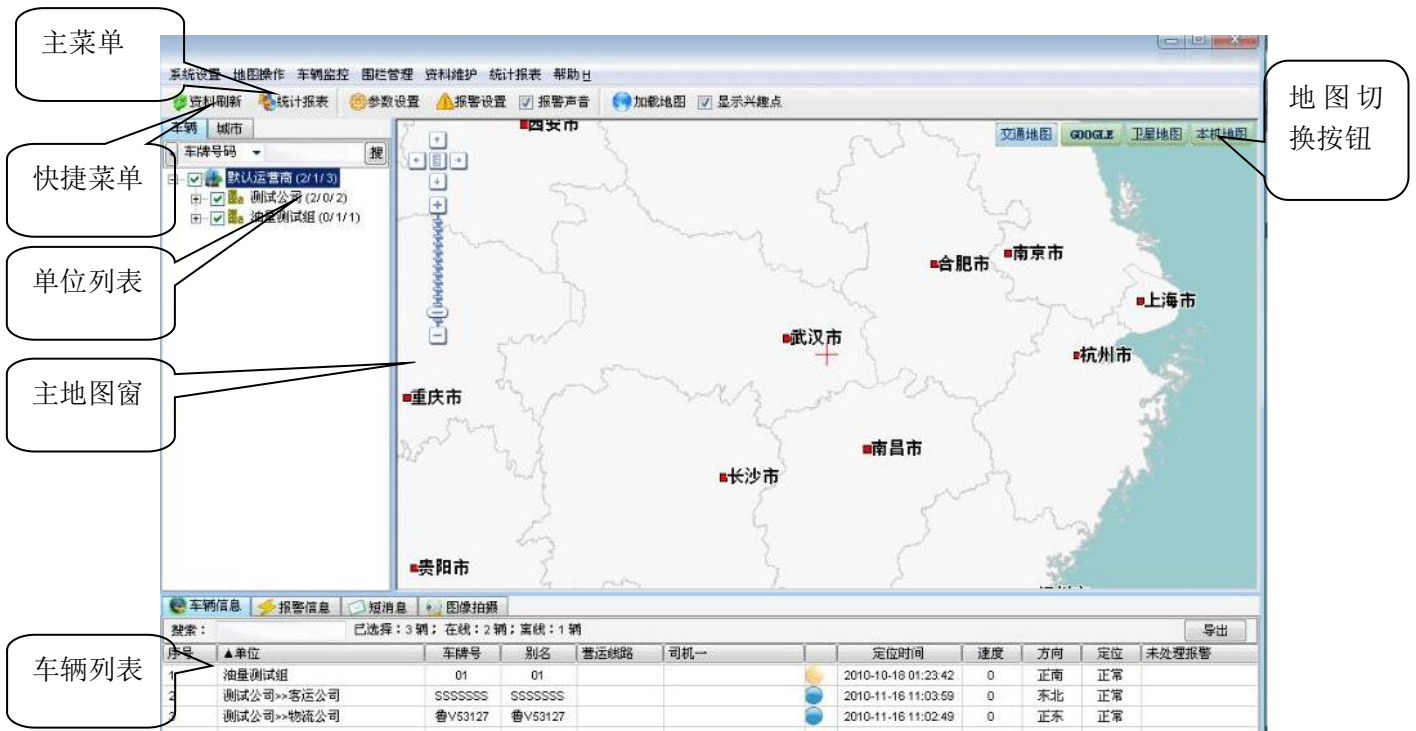 主菜单
系统设置 地图操作 车辆监控 围栏管理 资料维护 统计报表 帮助H
资料刷新 统计报表 参数设置 报警设置 报警声音 加载地图 显示兴趣点
地图切换按钮
车辆 城市
车牌号码 搜
快捷菜单
默认运营商(2/1/3)
测试公司(2/0/2)
油量测试组(0/1/1)
单位列表
主地图窗
交通地图 GOOGLE 卫星地图 本机地图
西安市
合肥市
南京市
上海市
武汉市
杭州市
重庆市
南昌市
长沙市
贵阳市
车辆信息 报警信息 短消息 图像拍摄
搜索: 已选择:3辆; 在线:2辆; 离线:1辆 导出
车辆列表
序号 ▲单位 车牌号 别名 营运线路 司机一 定位时间 速度 方向 定位 未处理报警
1 油量测试组 01 01 2010-10-18 01:23:42 0 正南 正常
2 测试公司>>客运公司 SSSSSSS SSSSSSS 2010-11-16 11:03:59 0 东北 正常
3 测试公司>>物流公司 鲁V53127 鲁V53127 2010-11-16 11:02:49 0 正东 正常